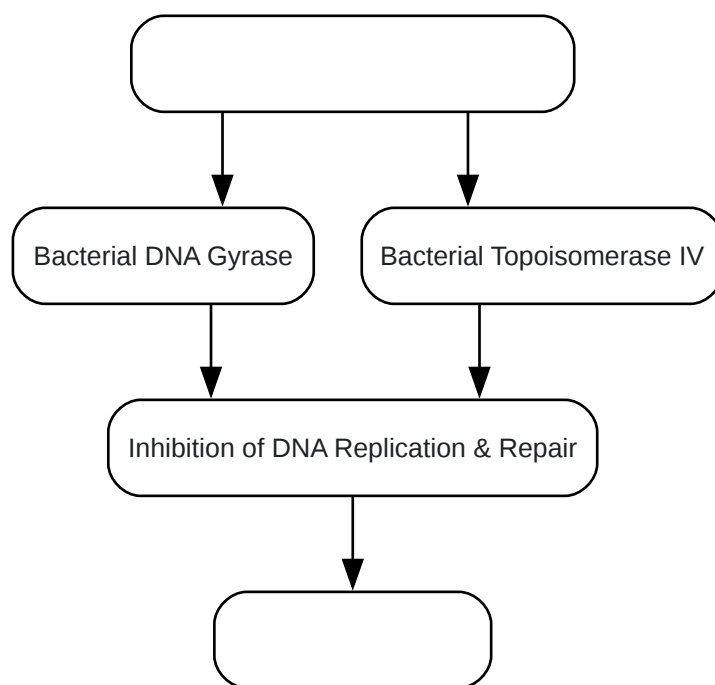 Bacterial DNA Gyrase
Bacterial Topoisomerase IV
Inhibition of DNA Replication & Repair